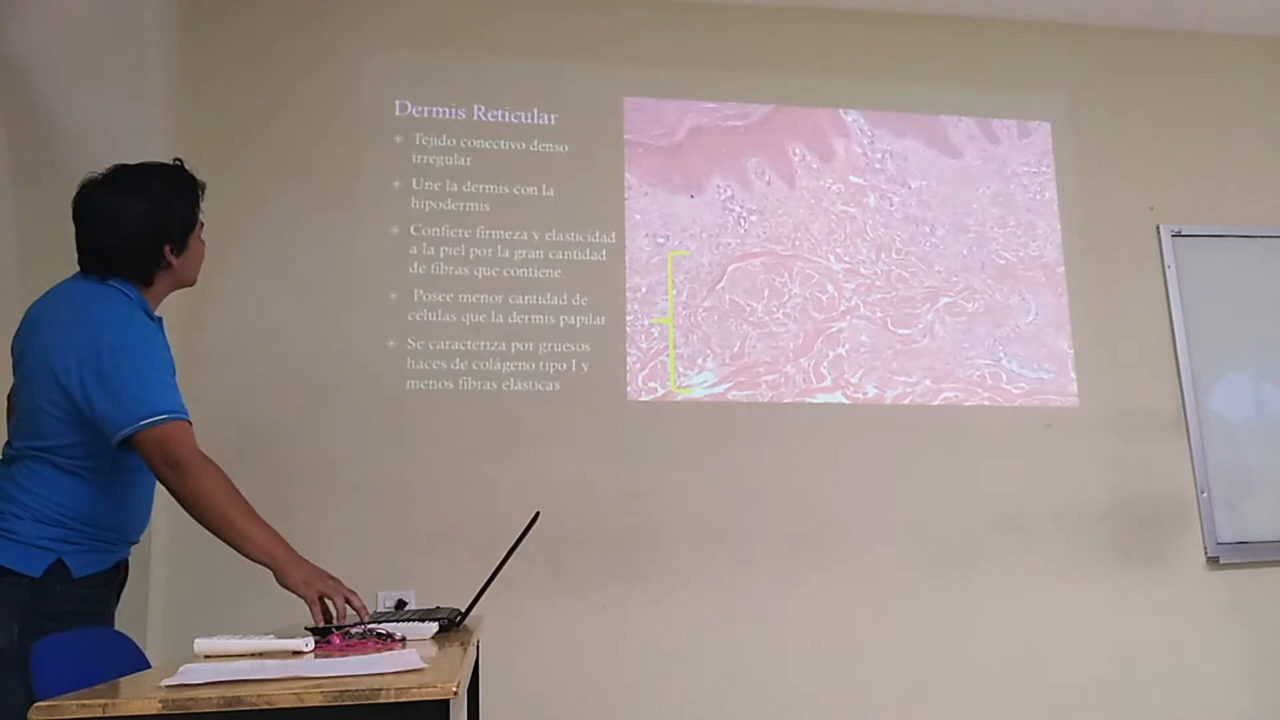 Dermis Reticular
Tejido conectivo denso
irregular
Une la dermis con la
hipodermis
Confiere firmeza y elasticidad
a la piel por la gran cantidad
de fibras que contiene
Posee menor cantidad de
células que la dermis papilar
Se caracteriza por gruesos
haces de colágeno tipo I y
menos fibras elásticas